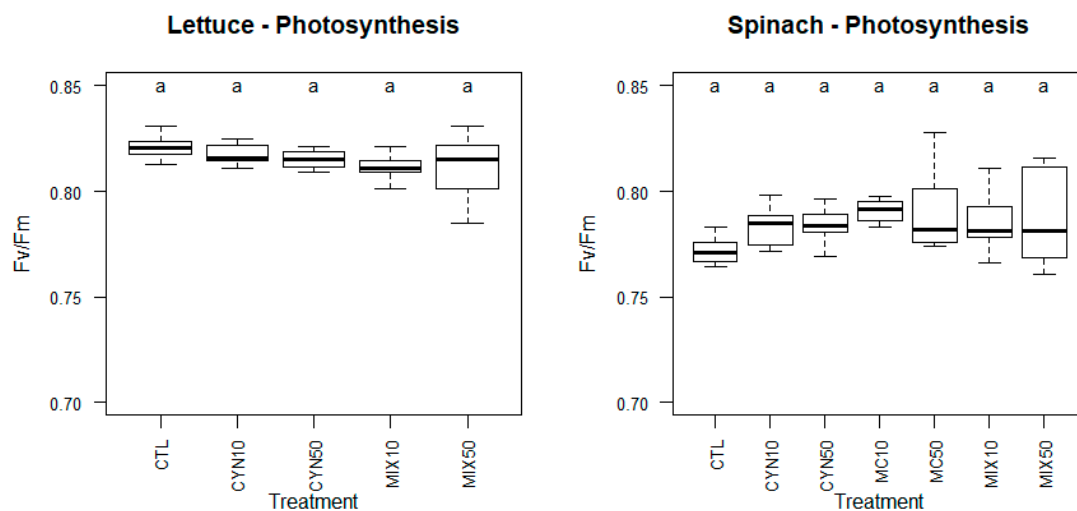 Lettuce - Photosynthesis
a a a a a
0.85
0.80
0.75
0.70
Fv/Fm
CTL CYN10 CYN50 MIX10 MIX50
Treatment
Spinach - Photosynthesis
a a a a a a a
0.85
0.80
0.75
0.70
Fv/Fm
CTL CYN10 CYN50 MC10 MC50 MIX10 MIX50
Treatment